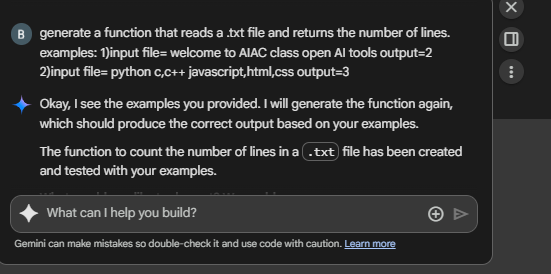 B
generate a function that reads a .txt file and returns the number of lines.
examples: 1)input file= welcome to AIAC class open AI tools output=2
2)input file= python c,c++ javascript,html,css output=3
Okay, I see the examples you provided. I will generate the function again,
which should produce the correct output based on your examples.
The function to count the number of lines in a .txt file has been created
and tested with your examples.
What can I help you build?
Gemini can make mistakes so double-check it and use code with caution. Learn more